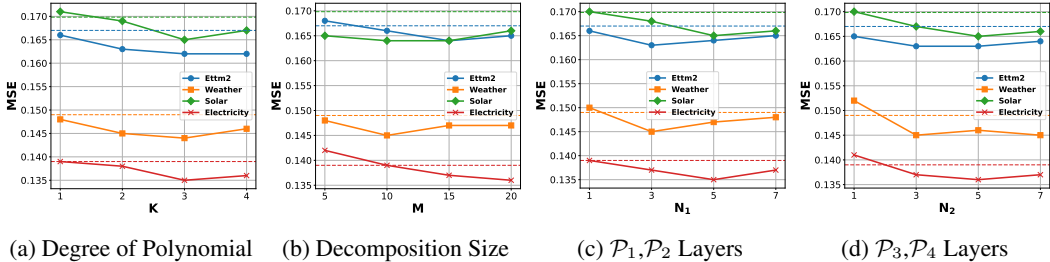 0.170
0.165
0.160
0.155
0.150
0.145
0.140
0.135
MSE
Ettm2
Weather
Solar
Electricity
1 2 3 4
K
(a) Degree of Polynomial
0.170
0.165
0.160
0.155
0.150
0.145
0.140
0.135
MSE
Ettm2
Weather
Solar
Electricity
5 10 15 20
M
(b) Decomposition Size
0.170
0.165
0.160
0.155
0.150
0.145
0.140
0.135
MSE
Ettm2
Weather
Solar
Electricity
1 3 5 7
N₁
(c) 𝒫₁,𝒫₂ Layers
0.170
0.165
0.160
0.155
0.150
0.145
0.140
0.135
MSE
Ettm2
Weather
Solar
Electricity
1 3 5 7
N₂
(d) 𝒫₃,𝒫₄ Layers